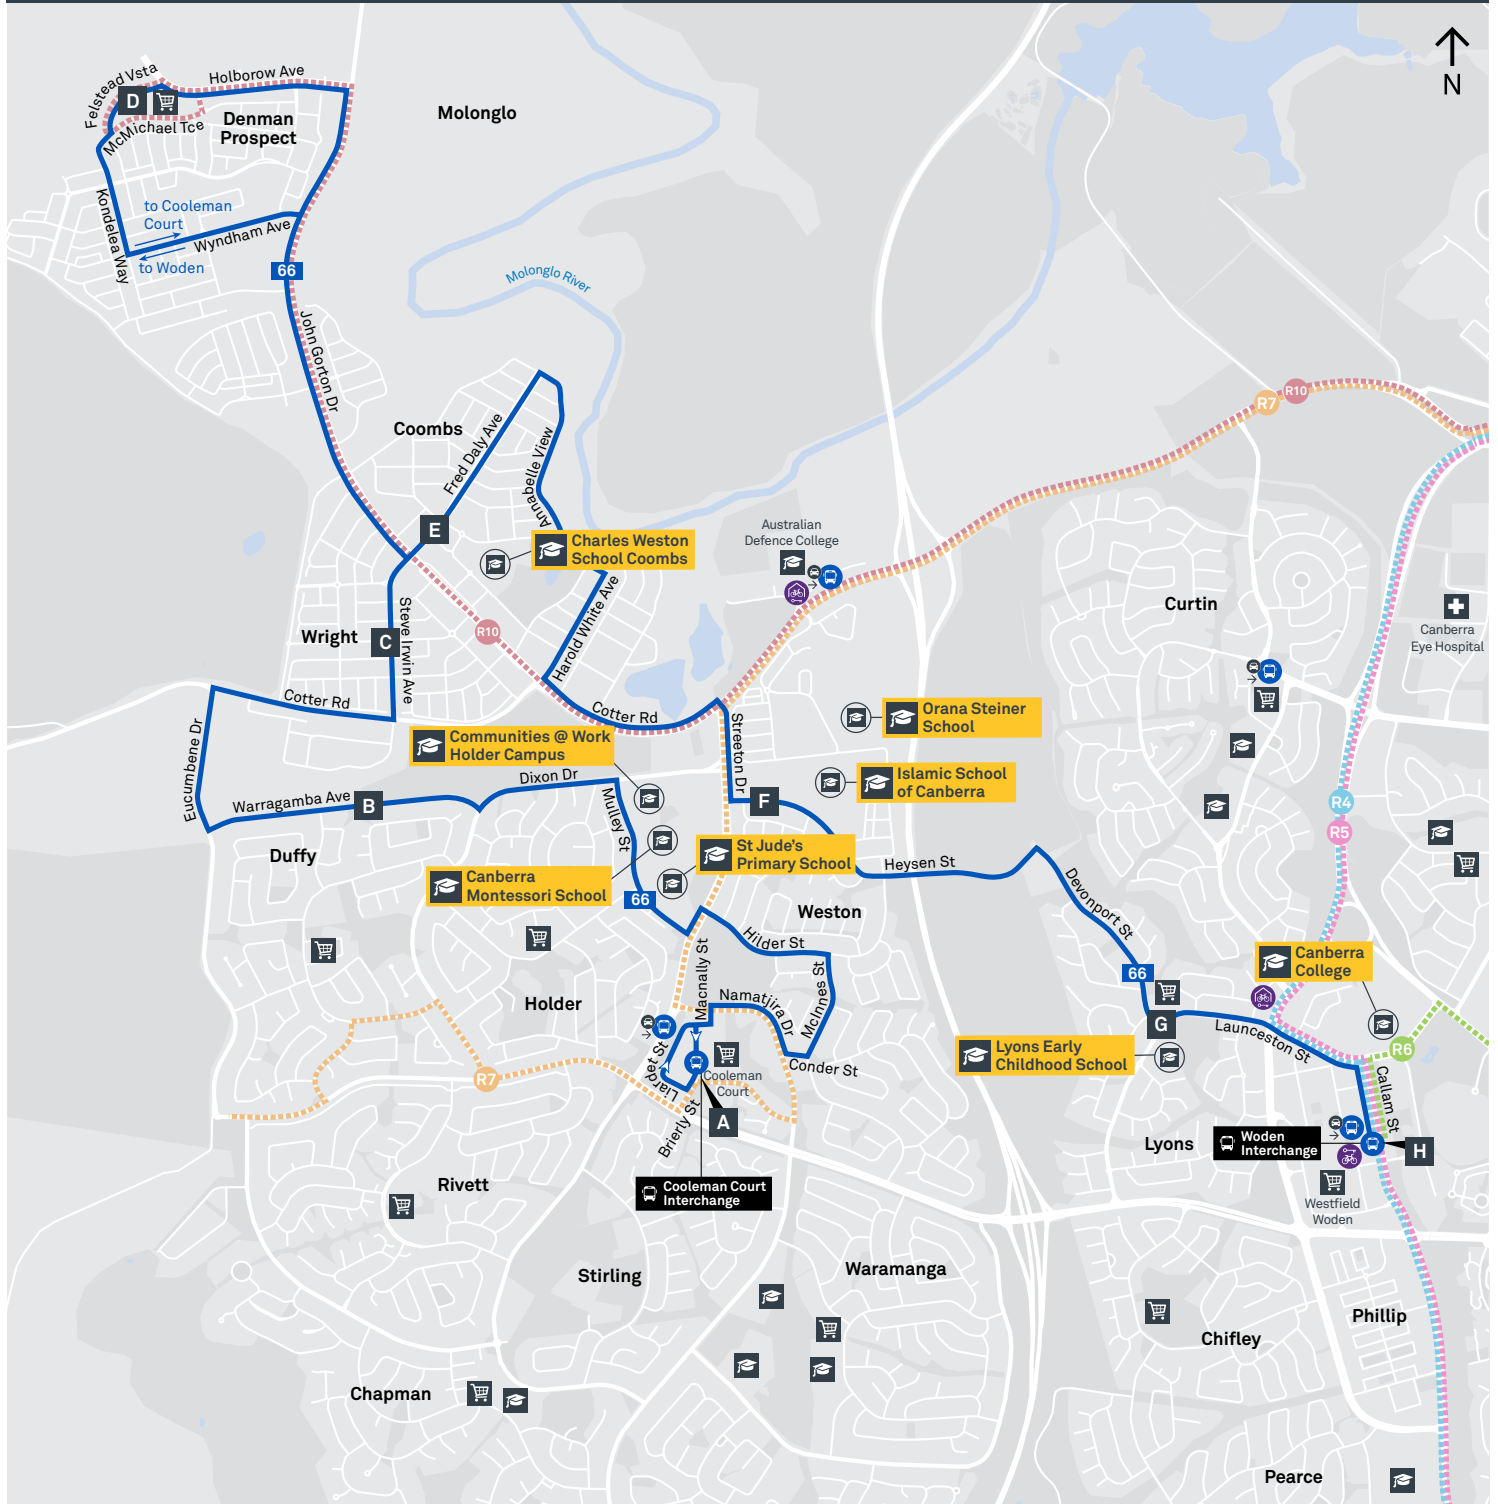 N
Felstead Vsta
Holborow Ave
D
McMichael Tce
Denman
Prospect
Molonglo
Kondelea Way
to Cooleman
Court
Wyndham Ave
to Woden
66
Molonglo River
John Gorton Dr
R7
R10
Coombs
Fred Daly Ave
Annabelle View
E
Charles Weston
School Coombs
Australian
Defence College
Curtin
Canberra
Eye Hospital
Wright
C
Steve Irwin Ave
R10
Harold White Ave
Cotter Rd
Cotter Rd
Streeton Dr
Orana Steiner
School
Communities @ Work
Holder Campus
Eucumbene Dr
Warragamba Ave
B
Dixon Dr
Mulley St
F
Islamic School
of Canberra
R4
R5
Duffy
St Jude's
Primary School
Heysen St
Devonport St
Canberra
Montessori School
66
Weston
Hilder St
Macnally St
McInnes St
Canberra
College
66
Holder
Namatjira Dr
G
Launceston St
R6
Lyons Early
Childhood School
Liardet St
Cooleman
Court
Conder St
R7
Callam St
Brierly St
A
Lyons
Woden
Interchange
H
Cooleman Court
Interchange
Rivett
Westfield
Woden
Stirling
Waramanga
Phillip
Chifley
Chapman
Pearce